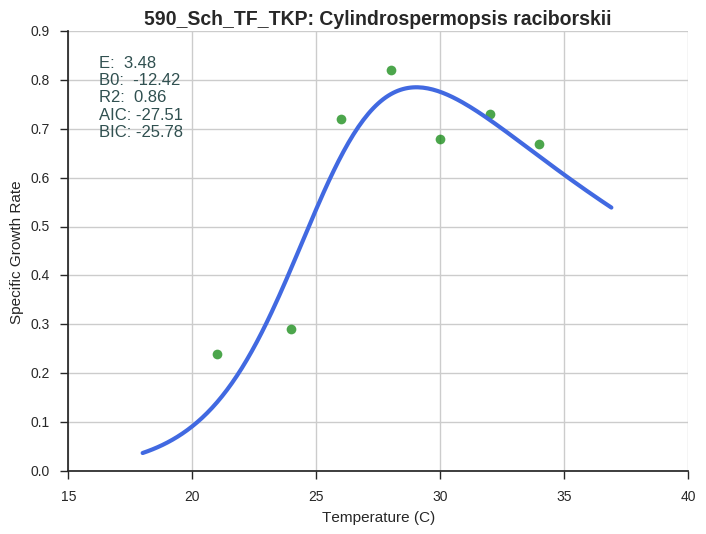 590_Sch_TF_TKP: Cylindrospermopsis raciborskii
0.9
0.8
0.7
0.6
0.5
0.4
0.3
0.2
0.1
0.0
E:  3.48
B0:  -12.42
R2:  0.86
AIC: -27.51
BIC: -25.78
Specific Growth Rate
15 20 25 30 35 40
Temperature (C)